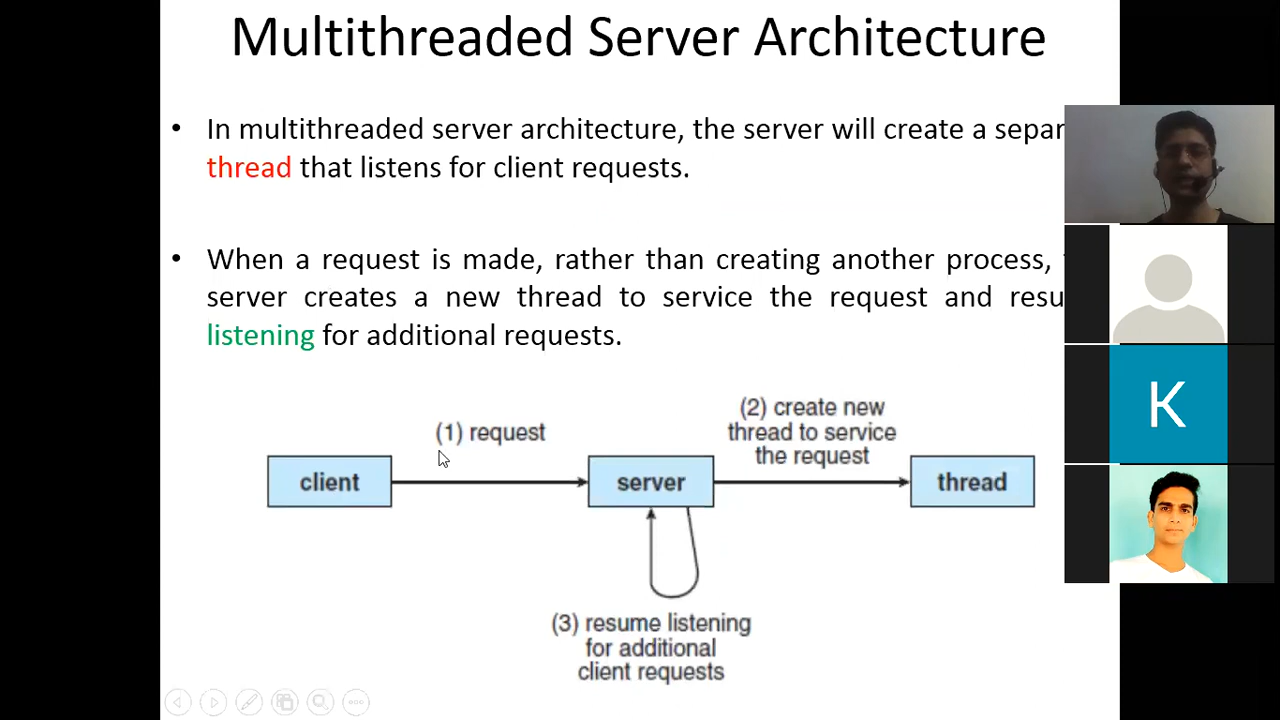 Multithreaded Server Architecture
• In multithreaded server architecture, the server will create a separ
thread that listens for client requests.
• When a request is made, rather than creating another process,
server creates a new thread to service the request and resu
listening for additional requests.
(1) request
(2) create new
thread to service
the request
client
server
thread
(3) resume listening
for additional
client requests
K